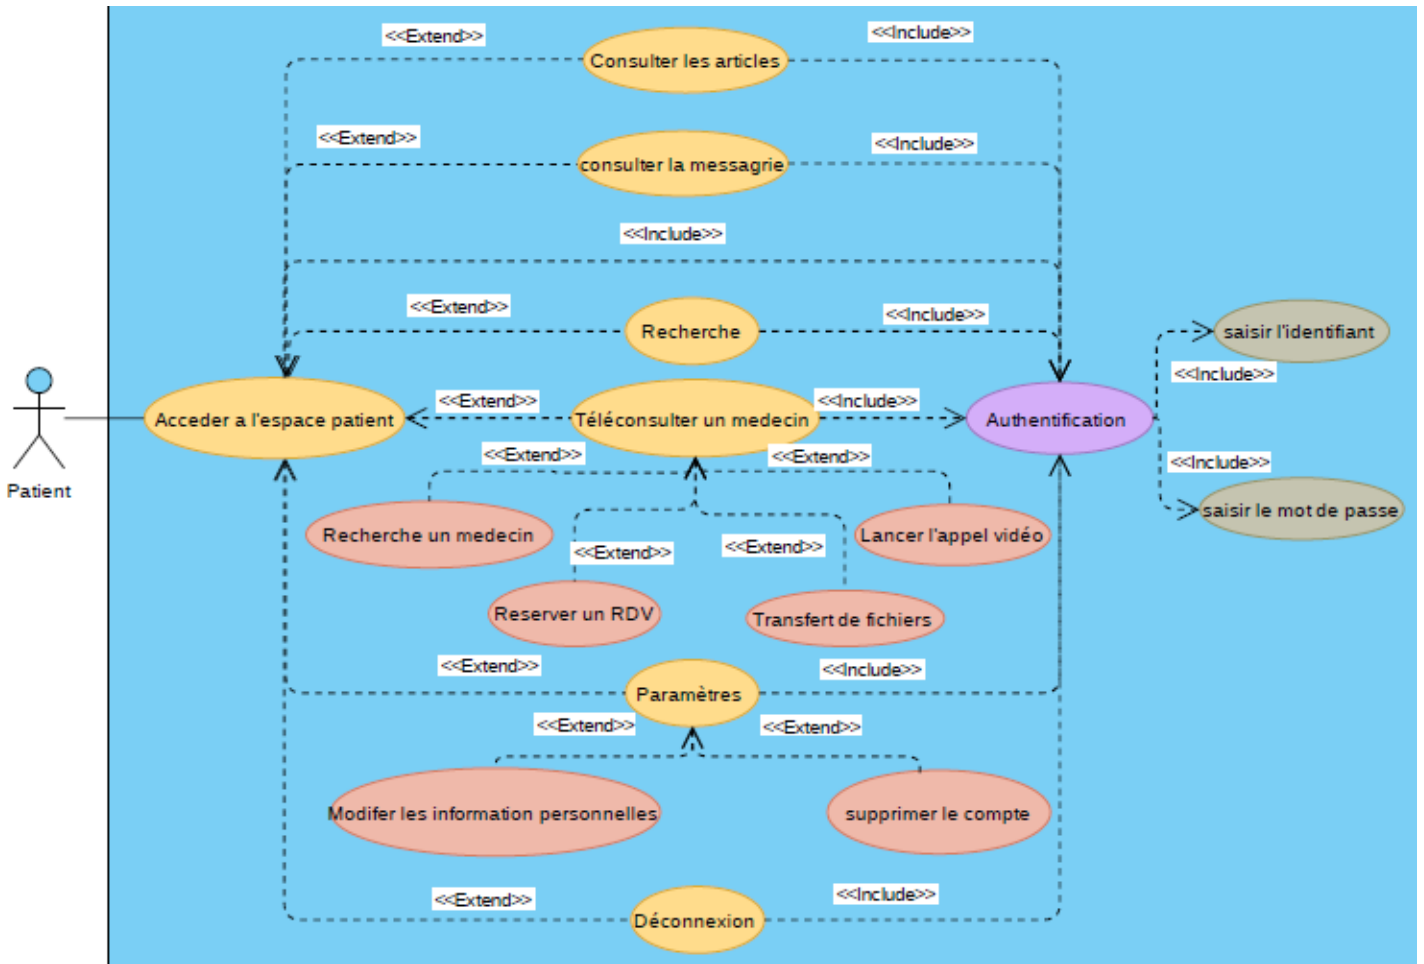 <<Extend>>
<<Include>>
Consulter les articles
<<Extend>>
<<Include>>
consulter la messagrie
<<Include>>
<<Extend>>
<<Include>>
Recherche
saisir l'identifiant
<<Include>>
<<Extend>>
<<Include>>
Acceder a l'espace patient
Téléconsulter un medecin
Authentification
Patient
<<Extend>>
<<Extend>>
<<Include>>
saisir le mot de passe
Recherche un medecin
Lancer l'appel vidéo
<<Extend>>
<<Extend>>
Reserver un RDV
Transfert de fichiers
<<Extend>>
<<Include>>
Paramètres
<<Extend>>
<<Extend>>
Modifer les information personnelles
supprimer le compte
<<Extend>>
<<Include>>
Déconnexion